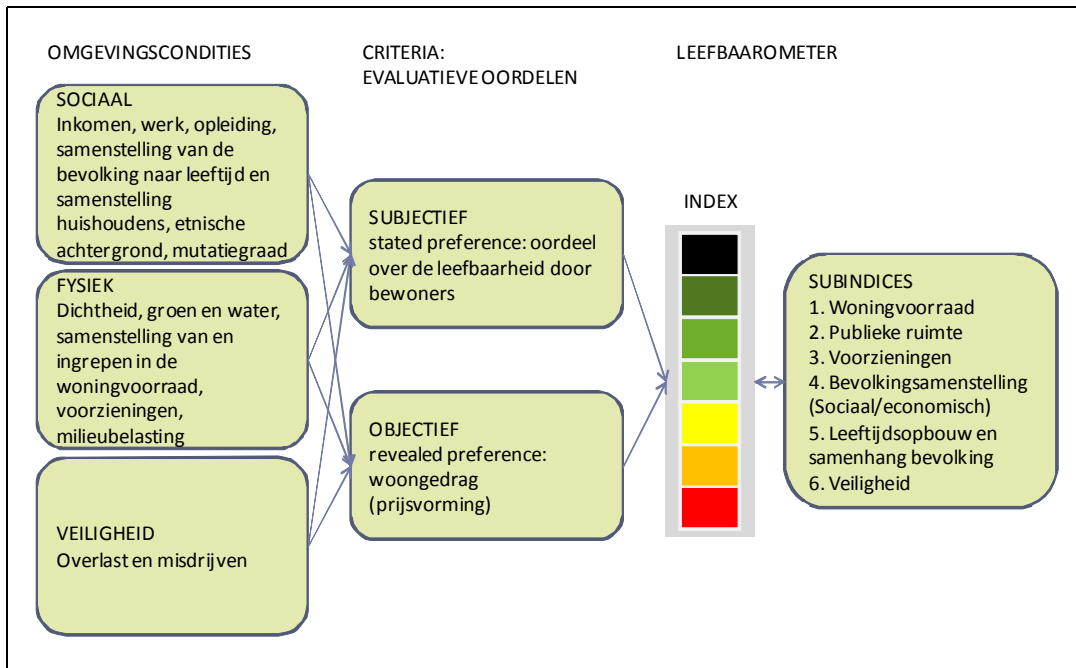 OMGEVINGSCONDITIES
SOCIAAL
Inkomen, werk, opleiding,
samenstelling van de
bevolking naar leeftijd en
samenstelling
huishoudens, etnische
achtergrond, mutatiegraad
FYSIEK
Dichtheid, groen en water,
samenstelling van en
ingrepen in de
woningvoorraad,
voorzieningen,
milieubelasting
VEILIGHEID
Overlast en misdrijven
CRITERIA:
EVALUATIEVE OORDELEN
SUBJECTIEF
stated preference: oordeel
over de leefbaarheid door
bewoners
OBJECTIEF
revealed preference:
woongedrag
(prijsvorming)
LEEFBAAROMETER
INDEX
SUBINDICES
1. Woningvoorraad
2. Publieke ruimte
3. Voorzieningen
4. Bevolkingsamenstelling
(Sociaal/economisch)
5. Leeftijdsopbouw en
samenhang bevolking
6. Veiligheid